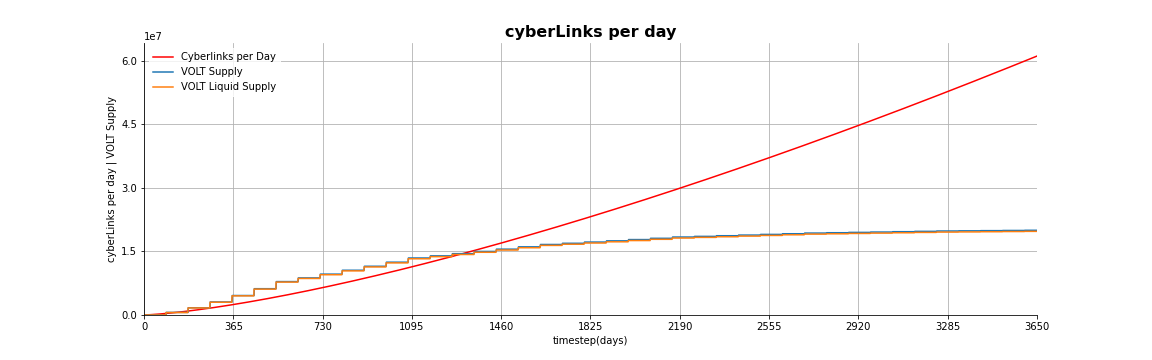 cyberLinks per day
1e7
Cyberlinks per Day
VOLT Supply
VOLT Liquid Supply
cyberLinks per day | VOLT Supply
6.0
4.5
3.0
1.5
0.0
0 365 730 1095 1460 1825 2190 2555 2920 3285 3650
timestep(days)